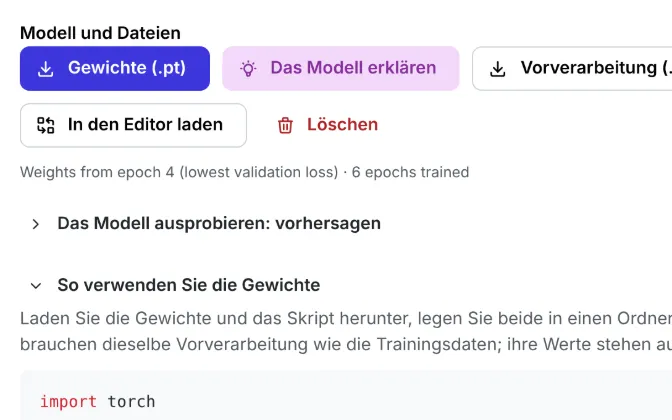 Modell und Dateien
Gewichte (.pt) Das Modell erklären Vorverarbeitung (.
In den Editor laden Löschen
Weights from epoch 4 (lowest validation loss) · 6 epochs trained
Das Modell ausprobieren: vorhersagen
So verwenden Sie die Gewichte
Laden Sie die Gewichte und das Skript herunter, legen Sie beide in einen Ordner
brauchen dieselbe Vorverarbeitung wie die Trainingsdaten; ihre Werte stehen au
import torch